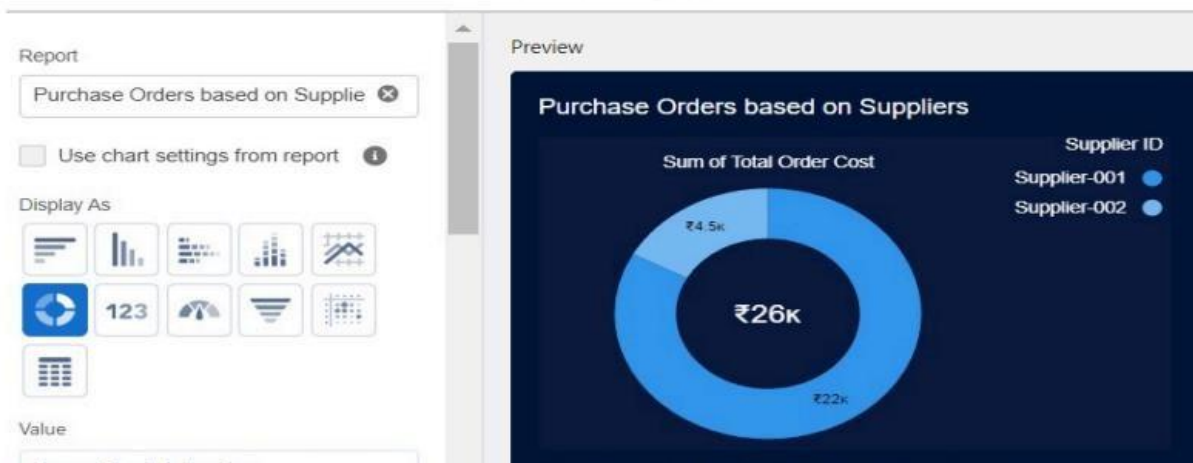 Report
Purchase Orders based on Supplie
Use chart settings from report
Display As
123
Value
Preview
Purchase Orders based on Suppliers
Sum of Total Order Cost
Supplier ID
Supplier-001
Supplier-002
₹4.5K
₹26K
₹22K